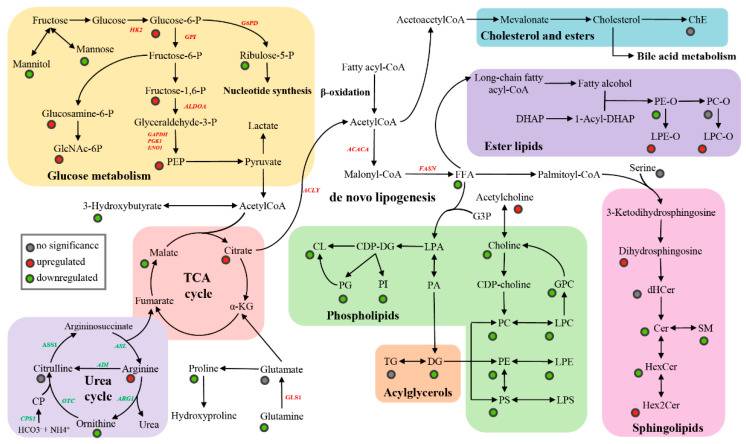 Fructose
Glucose
Glucose-6-P
HK2
GPI
G6PD
Mannitol
Mannose
Fructose-6-P
Ribulose-5-P
Nucleotide synthesis
Fructose-1,6-P
ALDOA
Glucosamine-6-P
Glyceraldehyde-3-P
GAPDH
PGK1
ENO1
Lactate
GlcNAc-6P
PEP
Pyruvate
Glucose metabolism
AcetoacetylCoA
Mevalonate
Cholesterol
ChE
Cholesterol and esters
Bile acid metabolism
Fatty acyl-CoA
β-oxidation
AcetylCoA
ACACA
Malonyl-CoA
FASN
FFA
Palmitoyl-CoA
Serine
de novo lipogenesis
ACLY
Long-chain fatty
acyl-CoA
Fatty alcohol
DHAP
1-Acyl-DHAP
PE-O
PC-O
LPE-O
LPC-O
Ether lipids
3-Hydroxybutyrate
AcetylCoA
no significance
upregulated
downregulated
Malate
Citrate
TCA
cycle
Fumarate
α-KG
Argininosuccinate
ASS1
ASL
Citrulline
ADI
Arginine
Urea
cycle
CP
OTC
ARG1
CPS1
HCO3⁻+ NH4⁺
Ornithine
Urea
Proline
Glutamate
GLS1
Hydroxyproline
Glutamine
G3P
Acetylcholine
CL
CDP-DG
LPA
Choline
PG
PI
PA
CDP-choline
GPC
Phospholipids
PC
LPC
TG
DG
PE
LPE
Acylglycerols
PS
LPS
3-Ketodihydrosphingosine
Dihydrosphingosine
dHCer
Cer
SM
HexCer
Hex2Cer
Sphingolipids